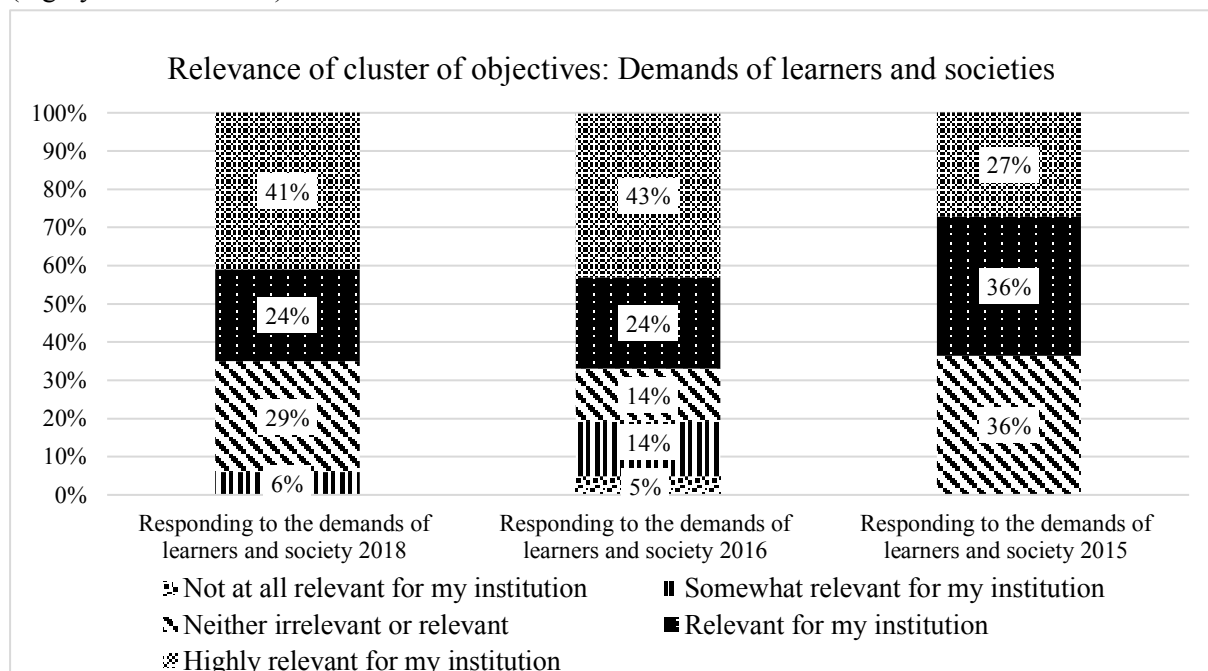 Relevance of cluster of objectives: Demands of learners and societies
100%
90%
80%
70%
60%
50%
40%
30%
20%
10%
0%
41%
24%
29%
6%
43%
24%
14%
14%
5%
27%
36%
36%
Responding to the demands of
learners and society 2018
Responding to the demands of
learners and society 2016
Responding to the demands of
learners and society 2015
Not at all relevant for my institution
Somewhat relevant for my institution
Neither irrelevant or relevant
Relevant for my institution
Highly relevant for my institution